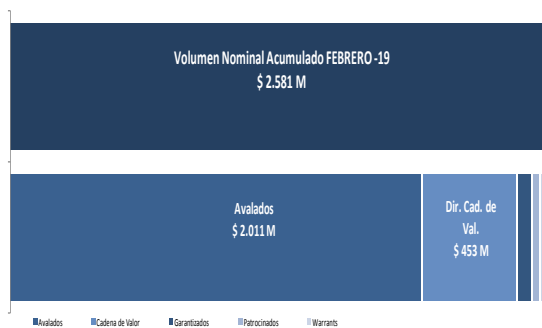 Volumen Nominal Acumulado FEBRERO -19
$ 2.581 M
Avalados
$ 2.011 M
Dir. Cad. de
Val.
$ 453 M
Avalados Cadena de Valor Garantizados Patrocinados Warrants